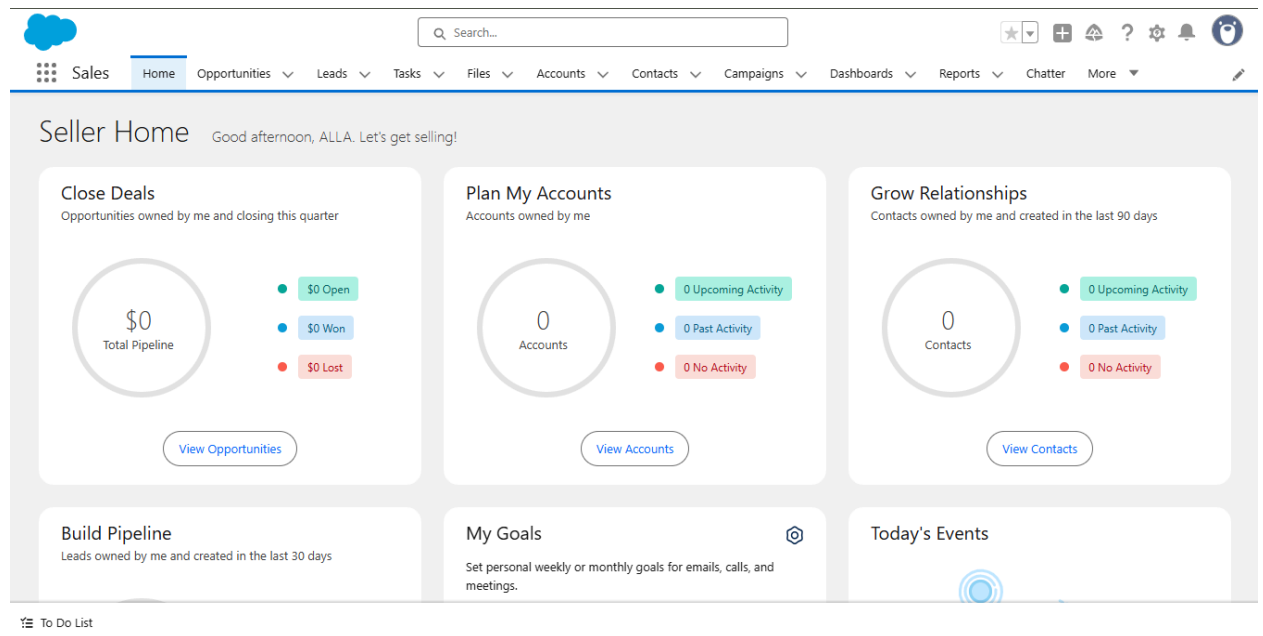 Search...
Sales Home Opportunities Leads Tasks Files Accounts Contacts Campaigns Dashboards Reports Chatter More
Seller Home Good afternoon, ALLA. Let's get selling!
Close Deals
Opportunities owned by me and closing this quarter
$0
Total Pipeline
$0 Open
$0 Won
$0 Lost
View Opportunities
Plan My Accounts
Accounts owned by me
0
Accounts
0 Upcoming Activity
0 Past Activity
0 No Activity
View Accounts
Grow Relationships
Contacts owned by me and created in the last 90 days
0
Contacts
0 Upcoming Activity
0 Past Activity
0 No Activity
View Contacts
Build Pipeline
Leads owned by me and created in the last 30 days
My Goals
Set personal weekly or monthly goals for emails, calls, and
meetings.
Today's Events
To Do List